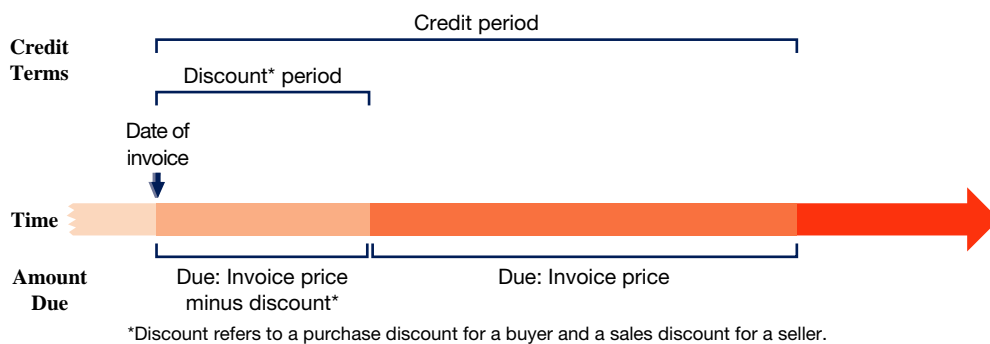 Credit period
Credit
Terms
Discount* period
Date of
invoice
Time
Amount
Due
Due: Invoice price
minus discount*
Due: Invoice price
*Discount refers to a purchase discount for a buyer and a sales discount for a seller.